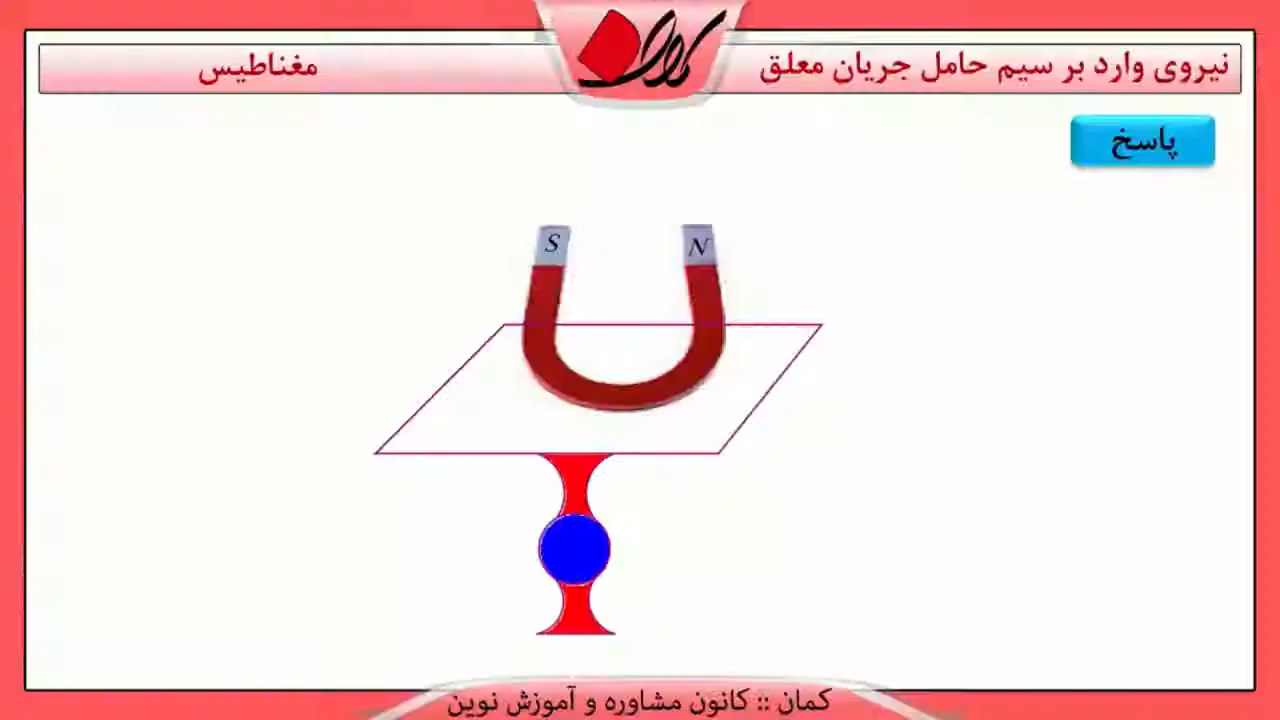 نیروی وارد بر سیم حامل جریان معلق
مغناطیس
پاسخ
S
N
کمان :: کانون مشاوره و آموزش نوین